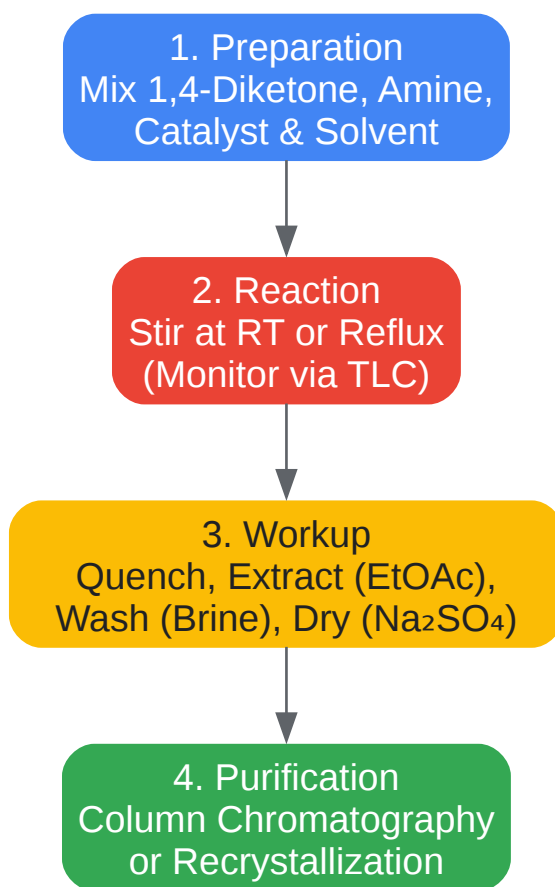 1. Preparation
Mix 1,4-Diketone, Amine,
Catalyst & Solvent
2. Reaction
Stir at RT or Reflux
(Monitor via TLC)
3. Workup
Quench, Extract (EtOAc),
Wash (Brine), Dry (Na₂SO₄)
4. Purification
Column Chromatography
or Recrystallization